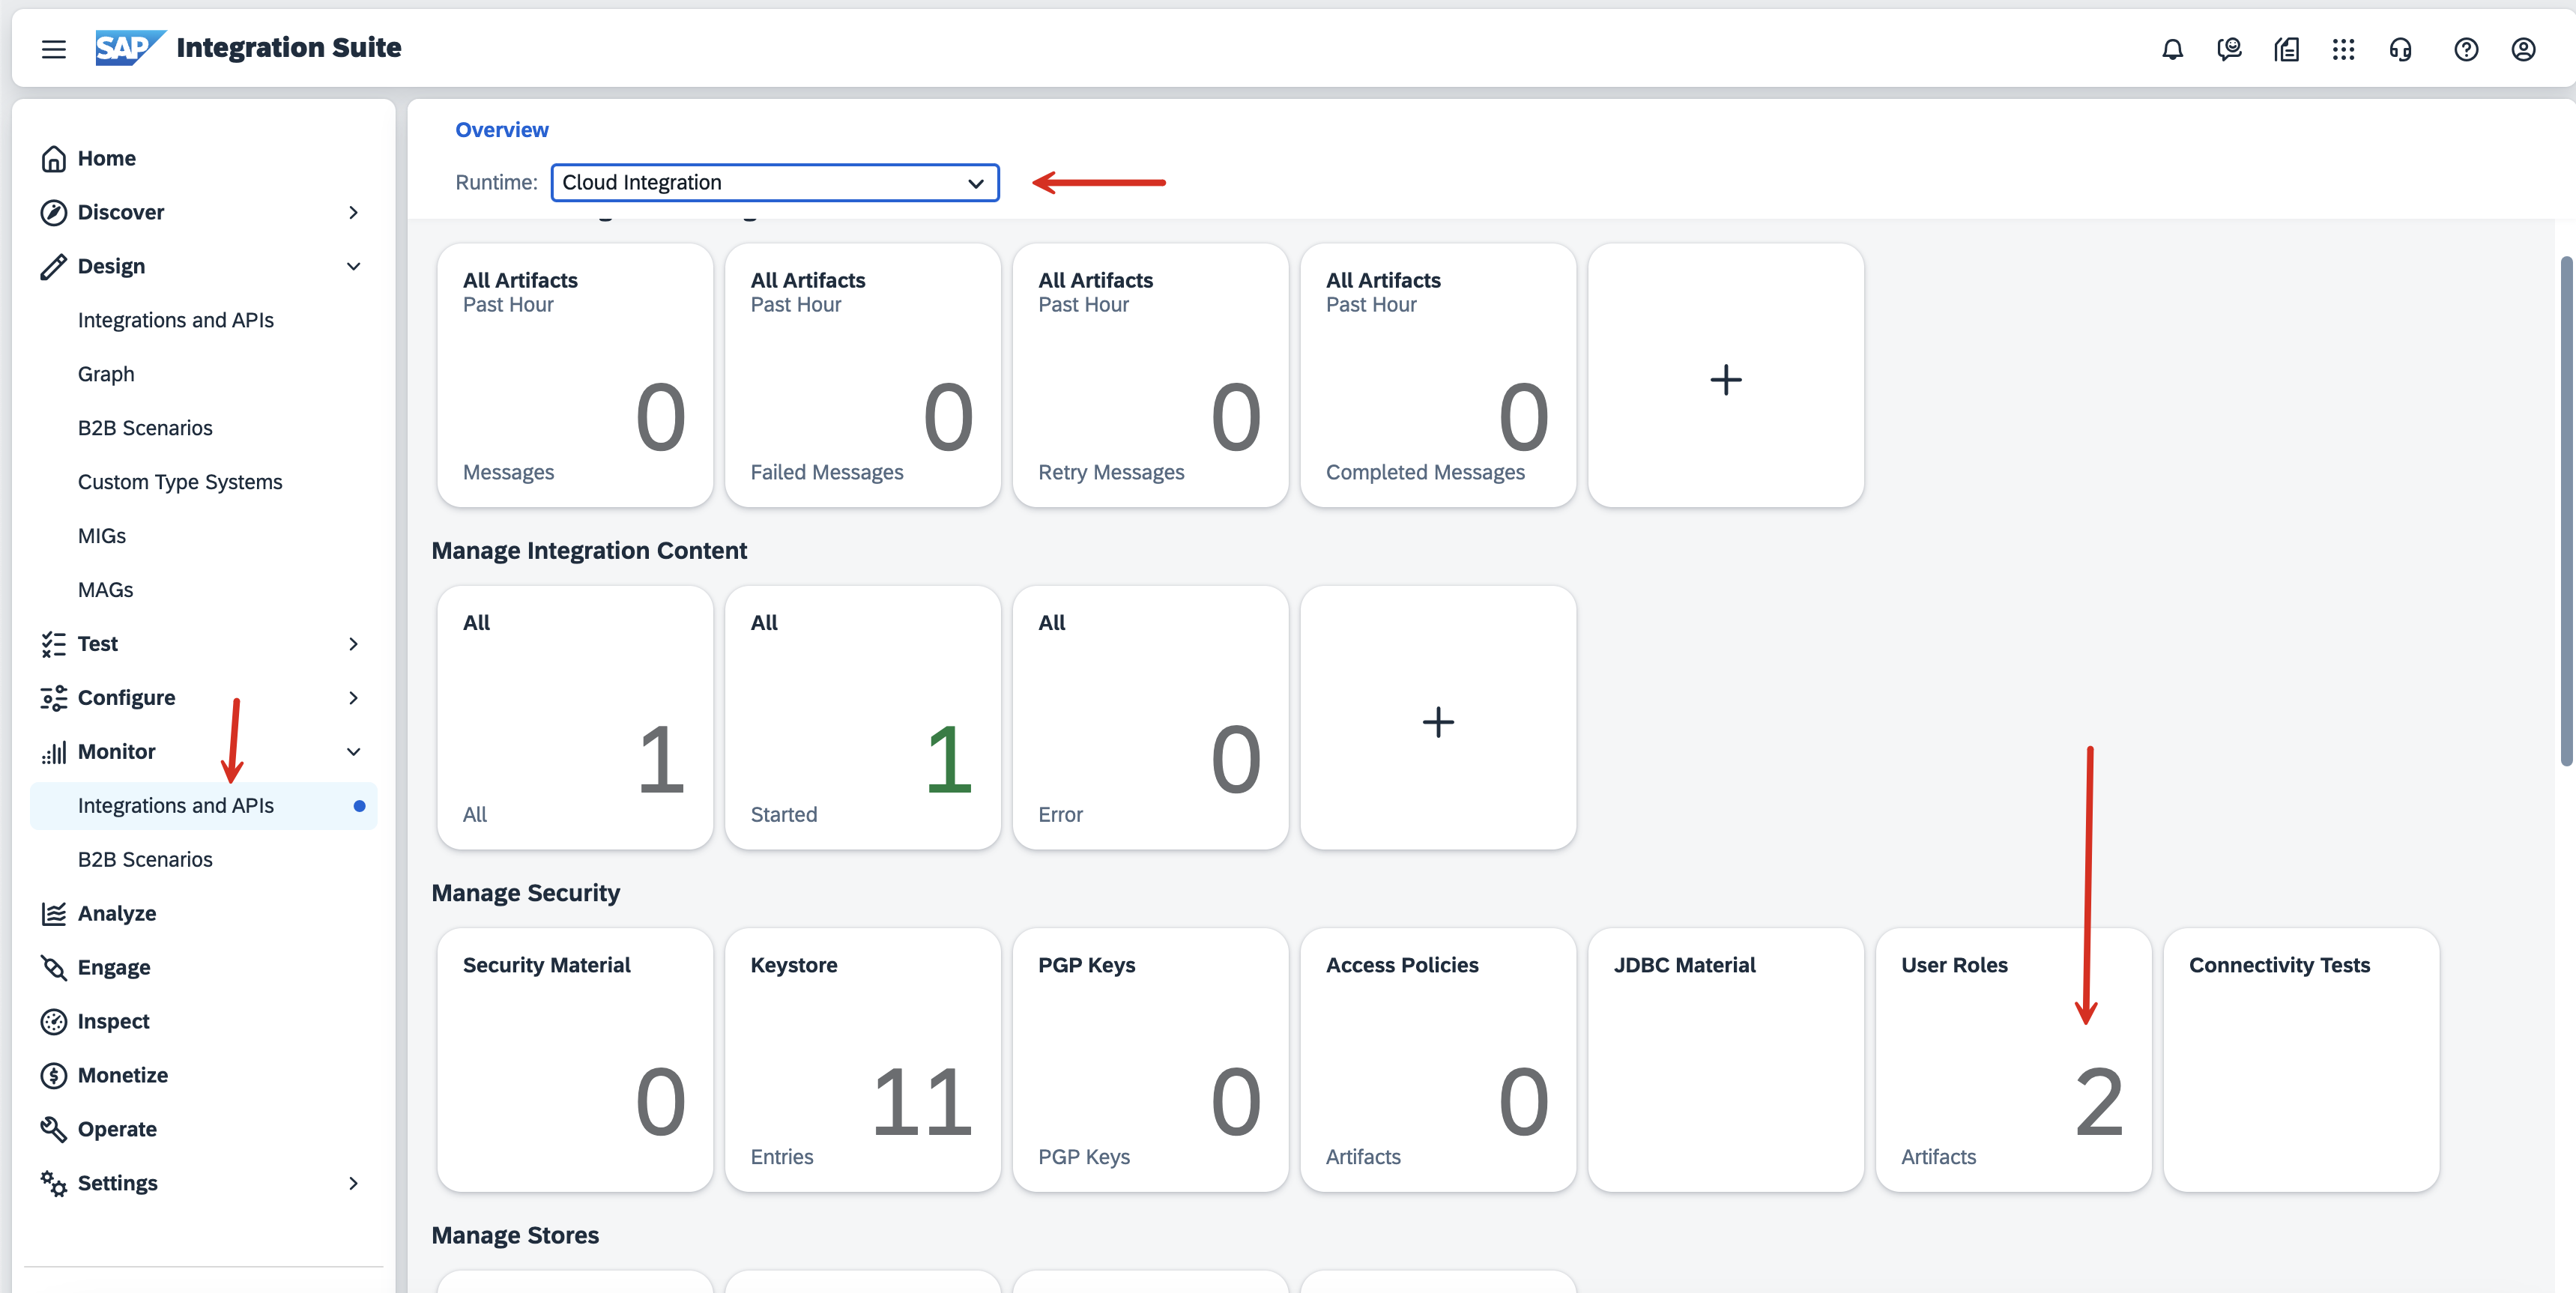 SAP Integration Suite
Home
Discover
Design
Integrations and APIs
Graph
B2B Scenarios
Custom Type Systems
MIGs
MAGs
Test
Configure
Monitor
Integrations and APIs
B2B Scenarios
Analyze
Engage
Inspect
Monetize
Operate
Settings
Overview
Runtime: Cloud Integration
All Artifacts
Past Hour
0
Messages
All Artifacts
Past Hour
0
Failed Messages
All Artifacts
Past Hour
0
Retry Messages
All Artifacts
Past Hour
0
Completed Messages
Manage Integration Content
All
1
All
All
1
Started
All
0
Error
Manage Security
Security Material
0
Keystore
11
Entries
PGP Keys
0
PGP Keys
Access Policies
0
Artifacts
JDBC Material
User Roles
2
Artifacts
Connectivity Tests
Manage Stores